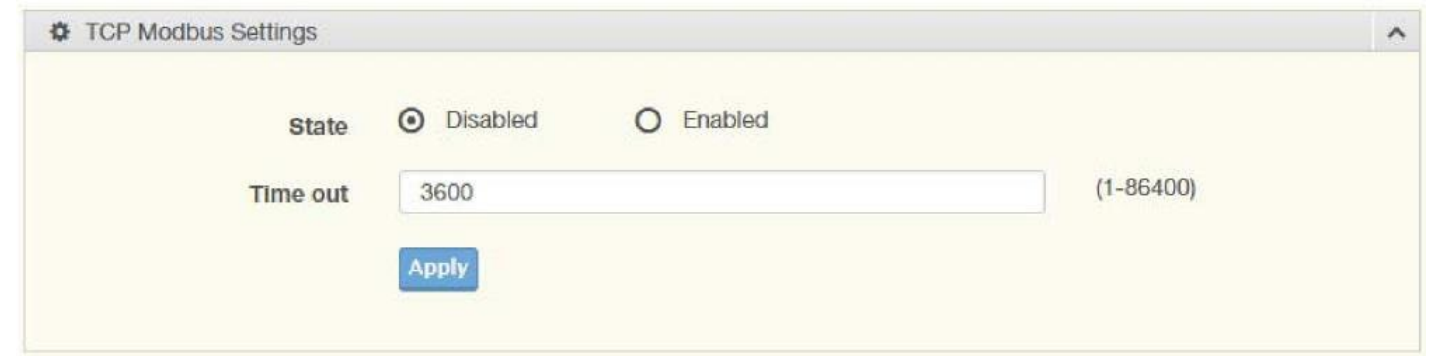 TCP Modbus Settings
State Disabled Enabled
Time out 3600 (1-86400)
Apply